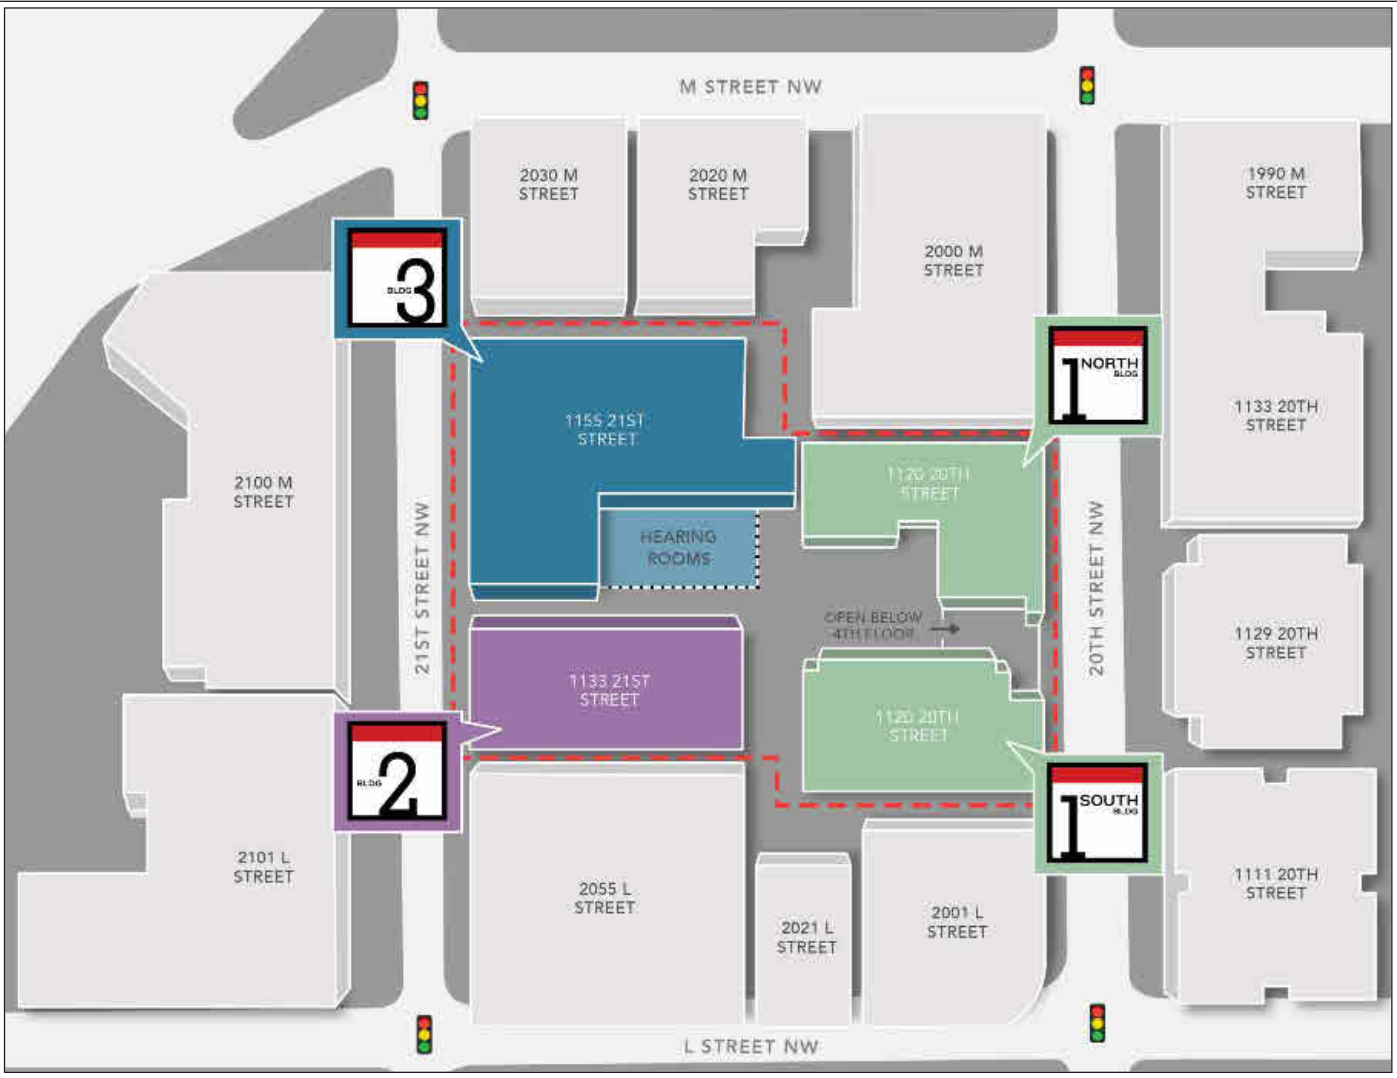 M STREET NW
2030 M
STREET
2020 M
STREET
2000 M
STREET
1990 M
STREET
BLDG 3
1 NORTH
BLDG
1155 21ST
STREET
1133 20TH
STREET
2100 M
STREET
1120 20TH
STREET
HEARING
ROOMS
21ST STREET NW
20TH STREET NW
OPEN BELOW
4TH FLOOR
1129 20TH
STREET
1133 21ST
STREET
1120 20TH
STREET
BLDG 2
1 SOUTH
BLDG
2101 L
STREET
2055 L
STREET
2021 L
STREET
2001 L
STREET
1111 20TH
STREET
L STREET NW